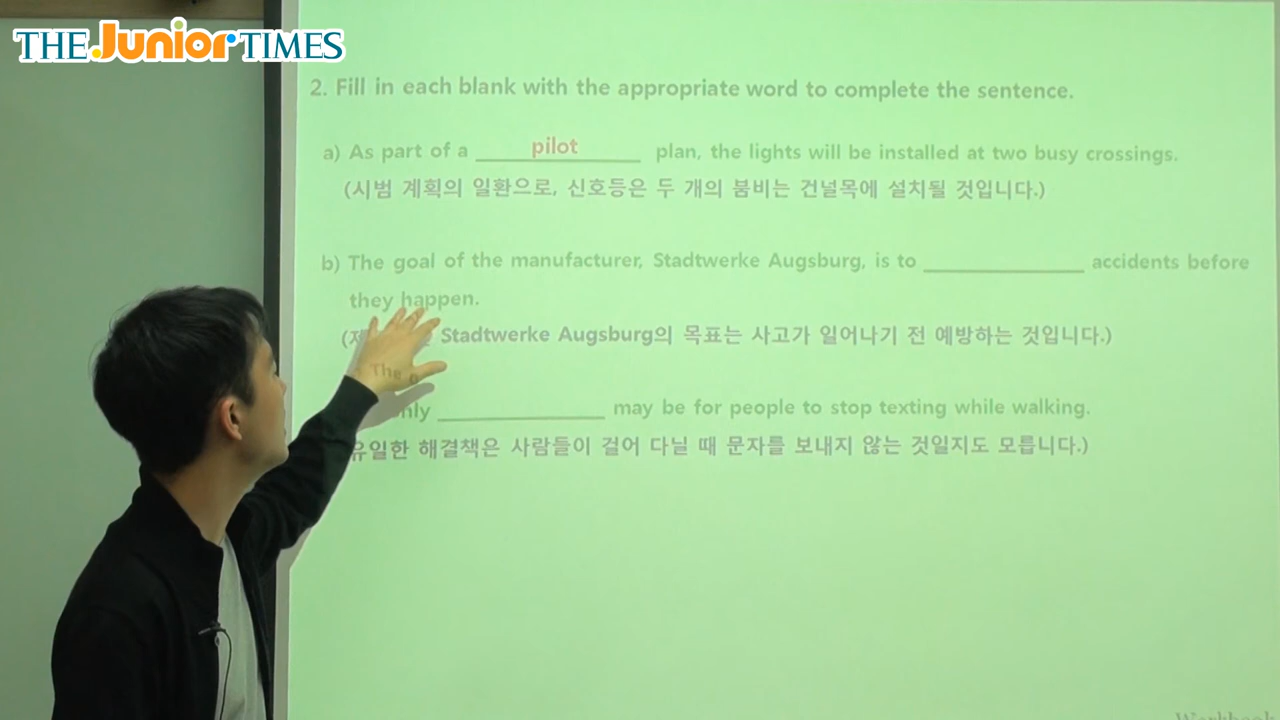 THE Junior TIMES
2. Fill in each blank with the appropriate word to complete the sentence.
a) As part of a pilot plan, the lights will be installed at two busy crossings.
(시범 계획의 일환으로, 신호등은 두 개의 붐비는 건널목에 설치될 것입니다.)
b) The goal of the manufacturer, Stadtwerke Augsburg, is to ____________ accidents before
they happen.
Stadtwerke Augsburg의 목표는 사고가 일어나기 전 예방하는 것입니다.)
The
____________ may be for people to stop texting while walking.
유일한 해결책은 사람들이 걸어 다닐 때 문자를 보내지 않는 것일지도 모릅니다.)